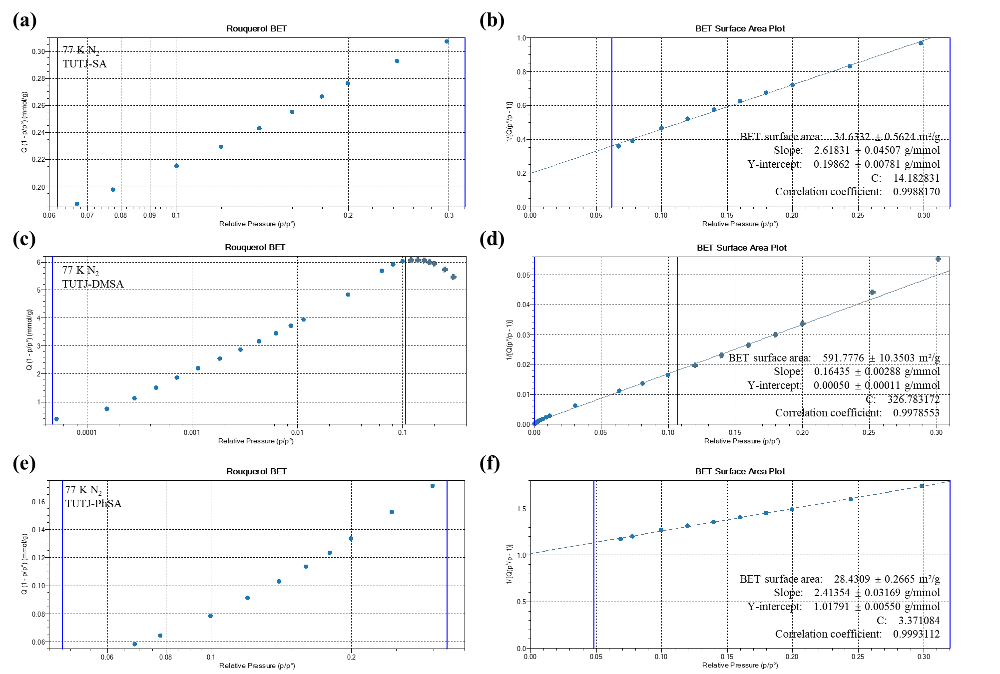 (a)
Rouquerol BET
77 K N₂
TUTJ-SA
Q (1 - p/p°) (mmol/g)
0.30
0.28
0.26
0.24
0.22
0.20
0.06 0.07 0.08 0.09 0.1 0.2 0.3
Relative Pressure (p/p°)
(b)
BET Surface Area Plot
1/[Q(p°/p - 1)]
1.0
0.8
0.6
0.4
0.2
0.0
BET surface area: 34.6332 ± 0.5624 m²/g
Slope: 2.61831 ± 0.04507 g/mmol
Y-intercept: 0.19862 ± 0.00781 g/mmol
C: 14.182831
Correlation coefficient: 0.9988170
0.00 0.05 0.10 0.15 0.20 0.25 0.30
Relative Pressure (p/p°)
(c)
Rouquerol BET
77 K N₂
TUTJ-DMSA
Q (1 - p/p°) (mmol/g)
6
5
4
3
2
1
0.0001 0.001 0.01 0.1
Relative Pressure (p/p°)
(d)
BET Surface Area Plot
1/[Q(p°/p - 1)]
0.05
0.04
0.03
0.02
0.01
0.00
BET surface area: 591.7776 ± 10.3503 m²/g
Slope: 0.16435 ± 0.00288 g/mmol
Y-intercept: 0.00050 ± 0.00011 g/mmol
C: 326.783172
Correlation coefficient: 0.9978553
0.00 0.05 0.10 0.15 0.20 0.25 0.30
Relative Pressure (p/p°)
(e)
Rouquerol BET
77 K N₂
TUTJ-PhSA
Q (1 - p/p°) (mmol/g)
0.16
0.14
0.12
0.10
0.08
0.06
0.06 0.08 0.1 0.2
Relative Pressure (p/p°)
(f)
BET Surface Area Plot
1/[Q(p°/p - 1)]
1.5
1.0
0.5
0.0
BET surface area: 28.4309 ± 0.2665 m²/g
Slope: 2.41354 ± 0.03169 g/mmol
Y-intercept: 1.01791 ± 0.00550 g/mmol
C: 3.371084
Correlation coefficient: 0.9993112
0.00 0.05 0.10 0.15 0.20 0.25 0.30
Relative Pressure (p/p°)